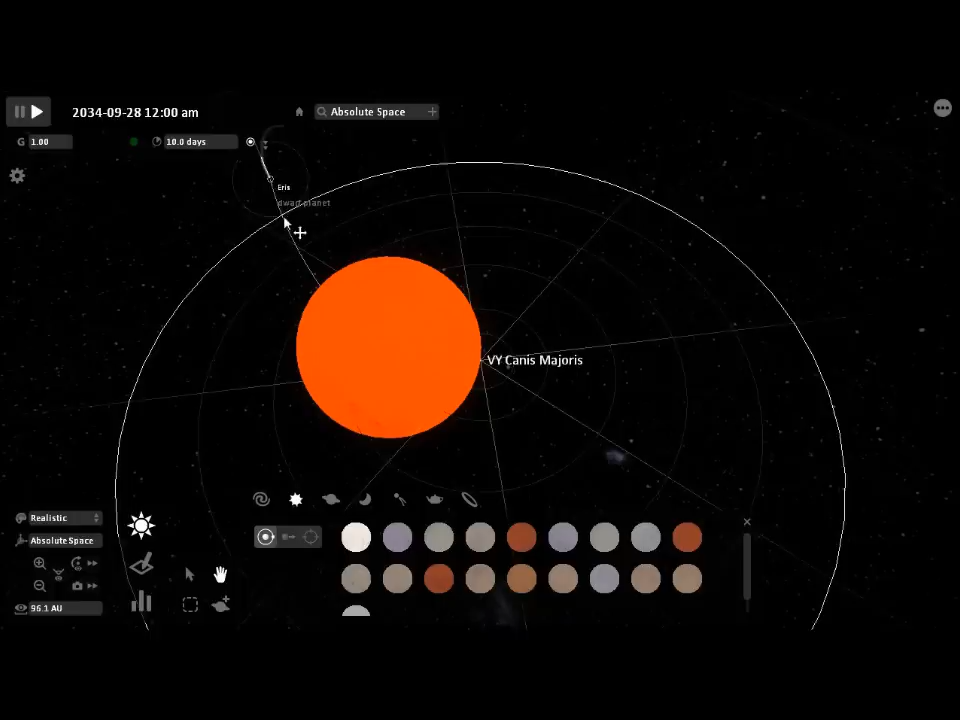 2034-09-28 12:00 am
Absolute Space
G 1.00
10.0 days
Eris
dwarf planet
VY Canis Majoris
Realistic
Absolute Space
96.1 AU